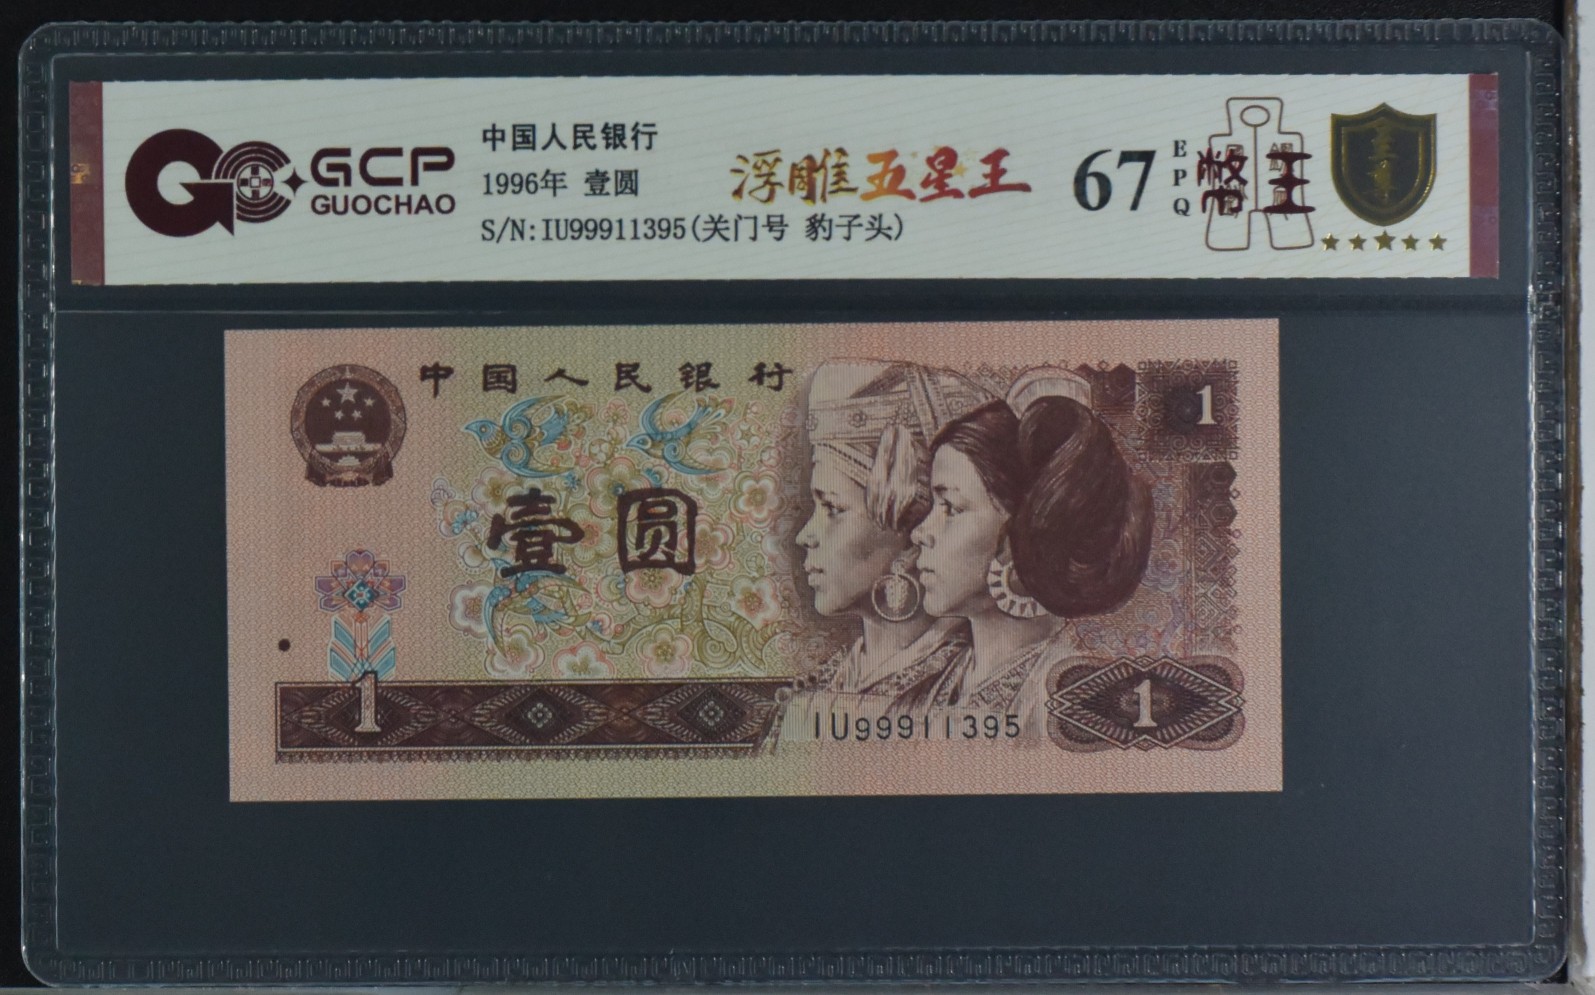 GCP
GUOCHAO
中国人民银行
1996年 壹圆
S/N:IU99911395(关门号 豹子头)
浮雕五星王
67
EPQ
至尊
中国人民银行
1
壹圆
1
IU99911395
1